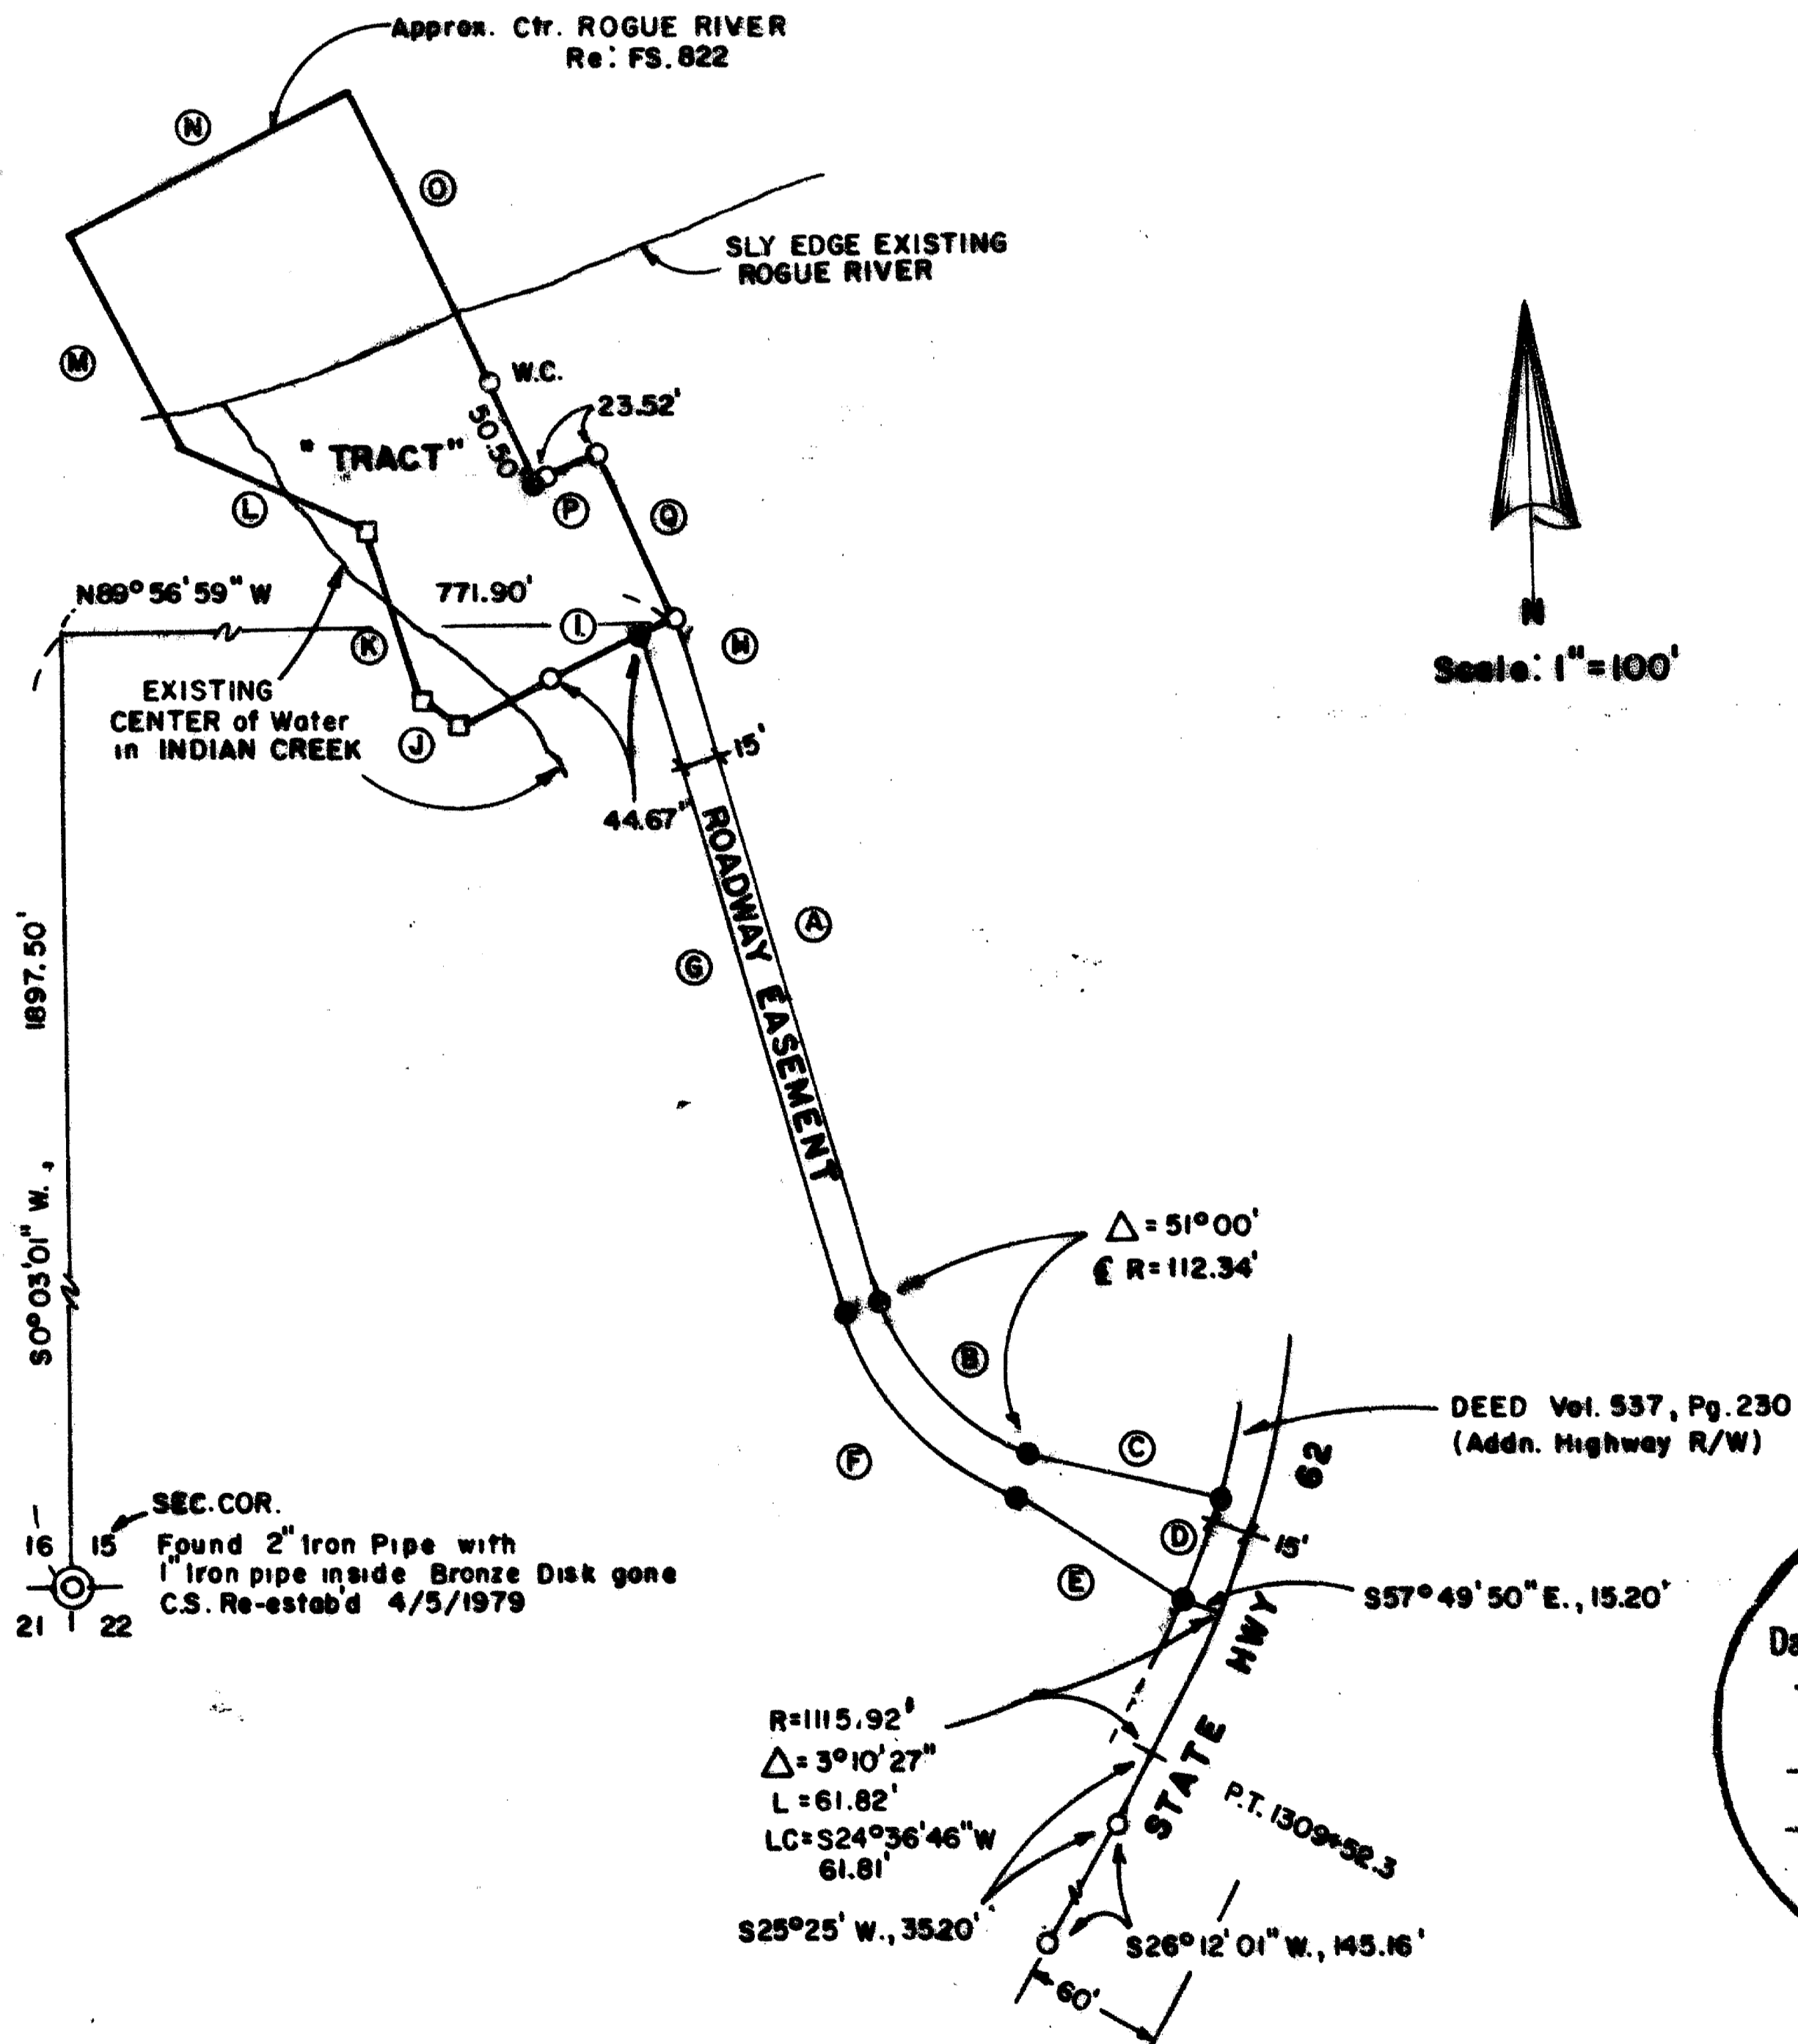 Approx. Ctr. ROGUE RIVER
Re: FS. 822
N
O
SLY EDGE EXISTING
ROGUE RIVER
M
W.C.
23.52'
50.50
" TRACT"
L
P
Q
N89° 56' 59" W
771.90'
I
K
H
N
Scale: 1"=100'
EXISTING
CENTER of Water
in INDIAN CREEK
J
15'
44.67"
ROADWAY EASEMENT
A
G
1897.50'
S0° 03' 01" W.,
△ = 51° 00'
℄ R = 112.34'
B
DEED Vol. 537, Pg. 230
(Addn. Highway R/W)
C
62
F
SEC. COR.
16 15
Found 2" Iron Pipe with
1" Iron pipe inside Bronze Disk gone
C.S. Re-estab'd 4/5/1979
21 22
D
15'
E
S57° 49' 50" E., 15.20'
STATE HWY
R=1115.92'
△= 3° 10' 27"
L = 61.82'
LC= S24° 36' 46" W
61.81'
P.T. 1309+52.3
S25° 25' W., 35.20'
S26° 12' 01" W., 145.16'
60'